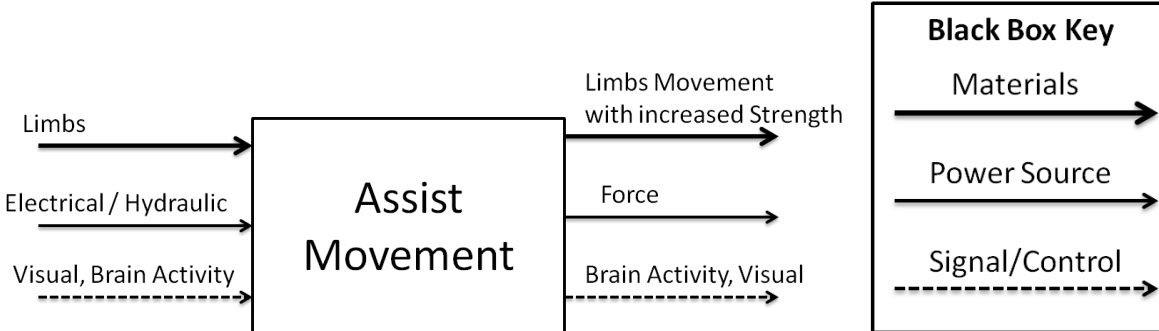 Limbs
Electrical / Hydraulic
Visual, Brain Activity
Assist
Movement
Limbs Movement
with increased Strength
Force
Brain Activity, Visual
Black Box Key
Materials
Power Source
Signal/Control